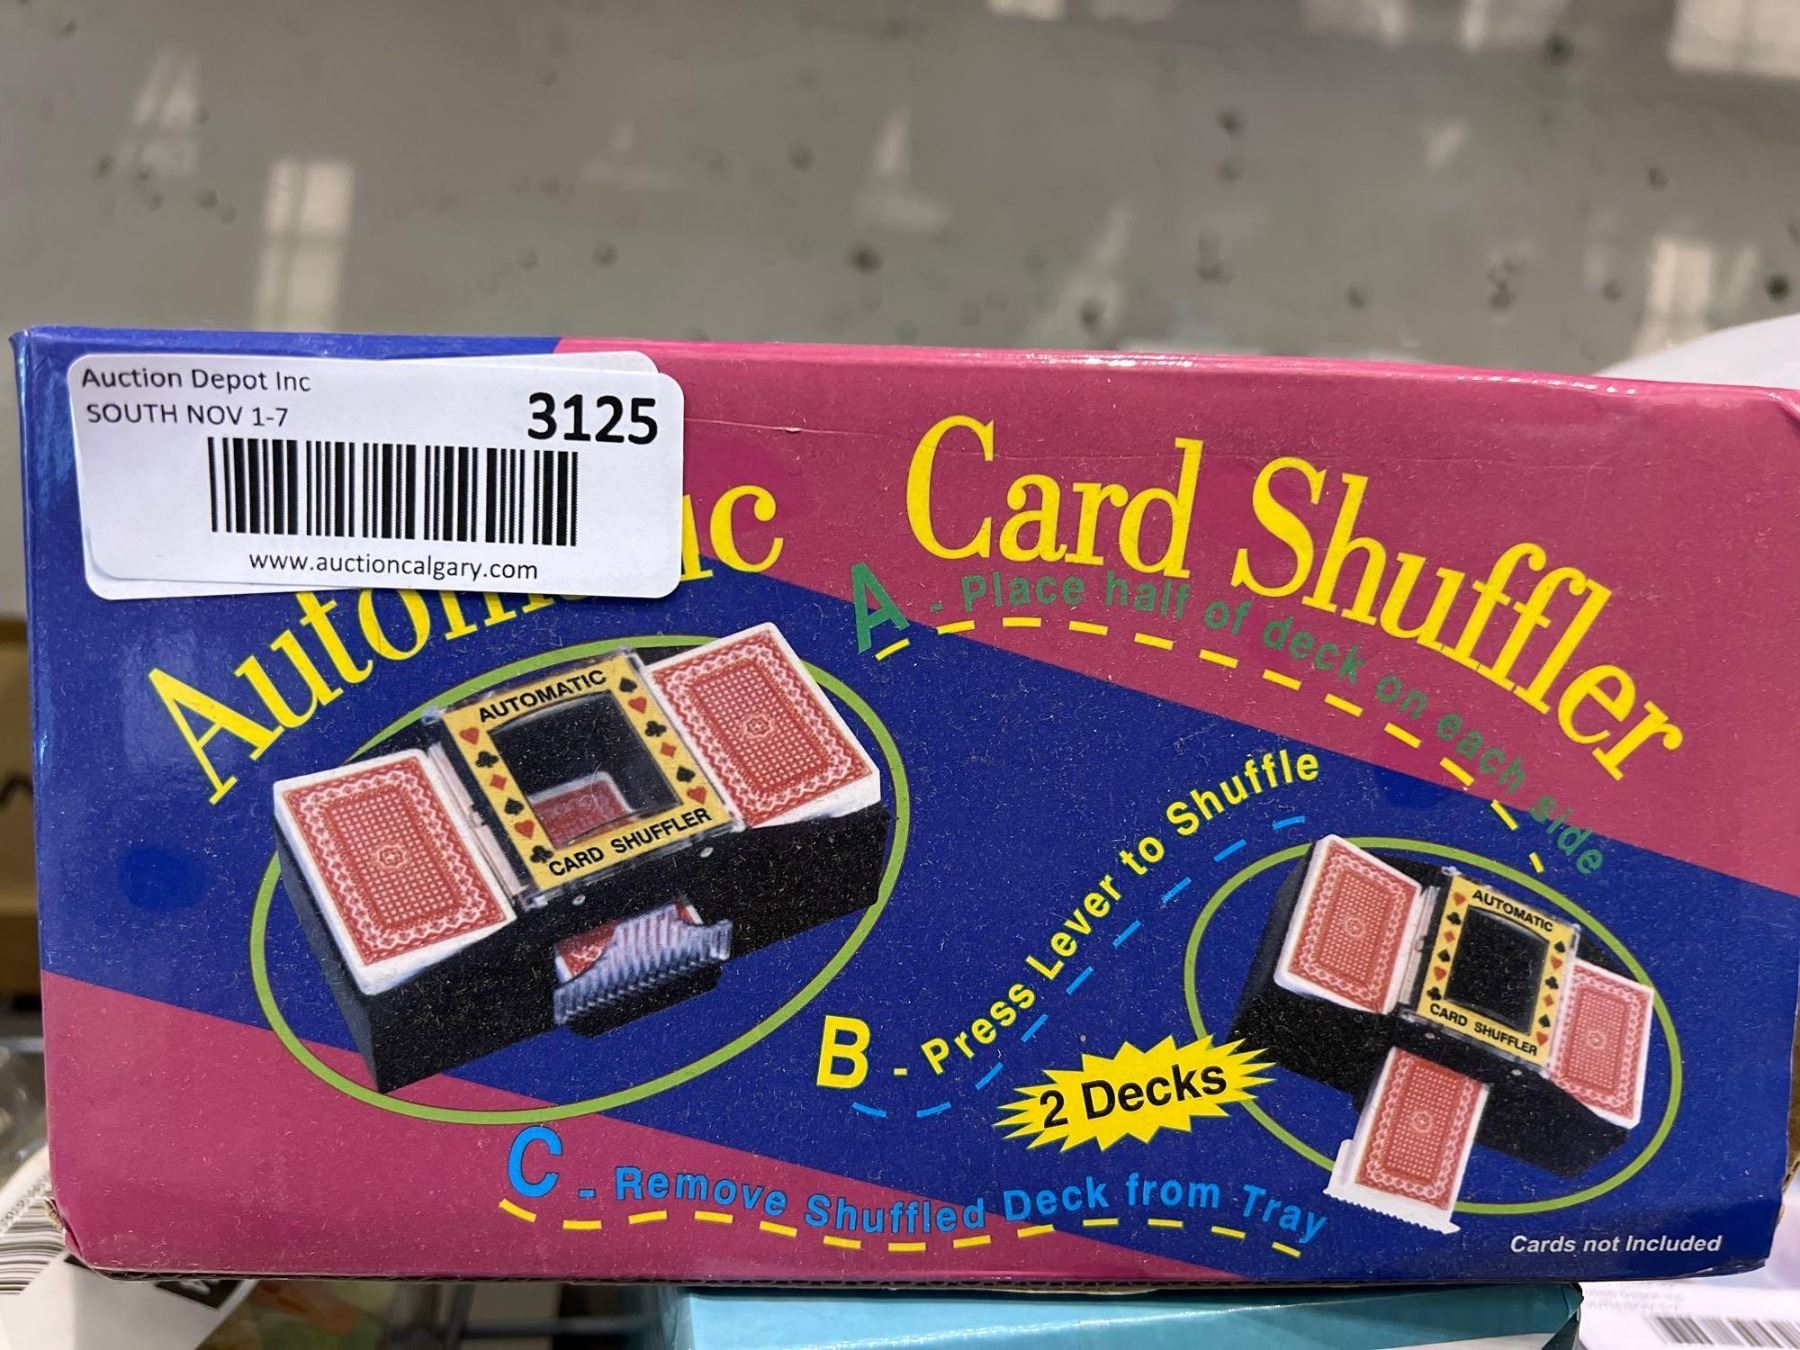 Auction Depot Inc
SOUTH NOV 1-7
3125
www.auctioncalgary.com
Card Shuffler
A - Place half of deck on each side
AUTOMATIC
CARD SHUFFLER
B - Press Lever to Shuffle
AUTOMATIC
CARD SHUFFLER
2 Decks
C - Remove Shuffled Deck from Tray
Cards not Included